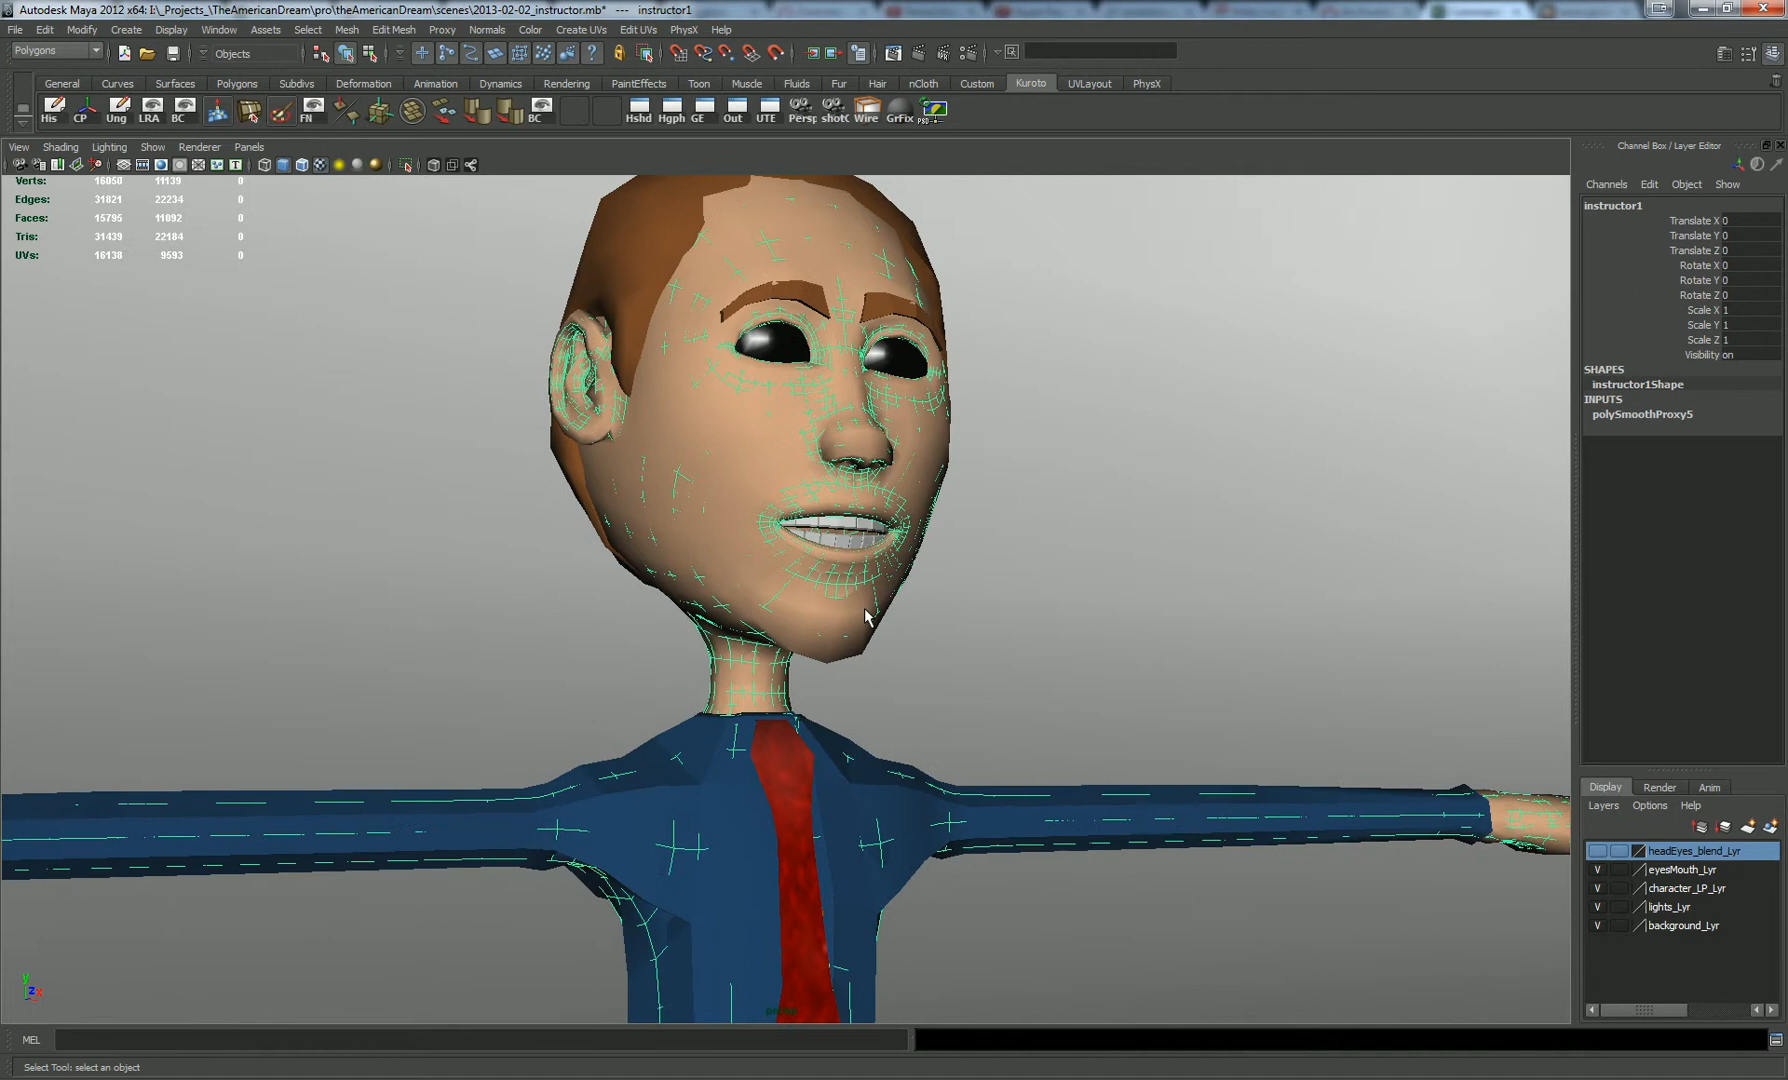 Autodesk Maya 2012 x64: I:\_Projects_\TheAmericanDream\pro\theAmericanDream\scenes\2013-02-02_instructor.mb* --- instructor1
File Edit Modify Create Display Window Assets Select Mesh Edit Mesh Proxy Normals Color Create UVs Edit UVs PhysX Help
Polygons Objects
General Curves Surfaces Polygons Subdivs Deformation Animation Dynamics Rendering PaintEffects Toon Muscle Fluids Fur Hair nCloth Custom Kuroto UVLayout PhysX
His CP Ung LRA BC FN BC Hshd Hgph GE Out UTE Persp shotC Wire GrFix
View Shading Lighting Show Renderer Panels
Verts: 16050 11139 0
Edges: 31821 22234 0
Faces: 15795 11092 0
Tris: 31439 22184 0
UVs: 16138 9593 0
Channel Box / Layer Editor
Channels Edit Object Show
instructor1
Translate X 0
Translate Y 0
Translate Z 0
Rotate X 0
Rotate Y 0
Rotate Z 0
Scale X 1
Scale Y 1
Scale Z 1
Visibility on
SHAPES
instructor1Shape
INPUTS
polySmoothProxy5
Display Render Anim
Layers Options Help
headEyes_blend_Lyr
V eyesMouth_Lyr
V character_LP_Lyr
V lights_Lyr
V background_Lyr
y
z x
persp
MEL
Select Tool: select an object